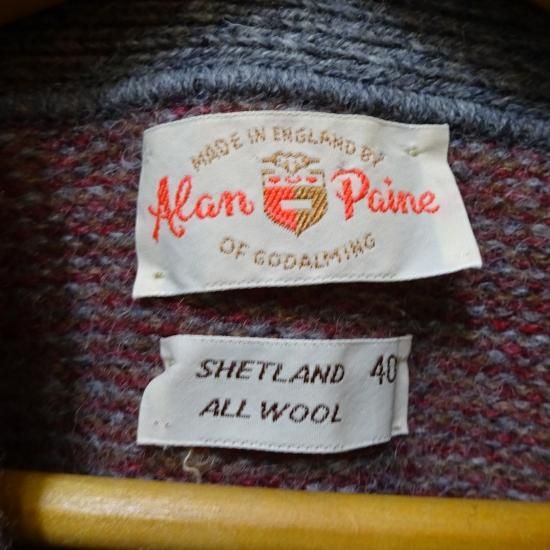 MADE IN ENGLAND BY
Alan Paine
OF GODALMING
SHETLAND 40
ALL WOOL